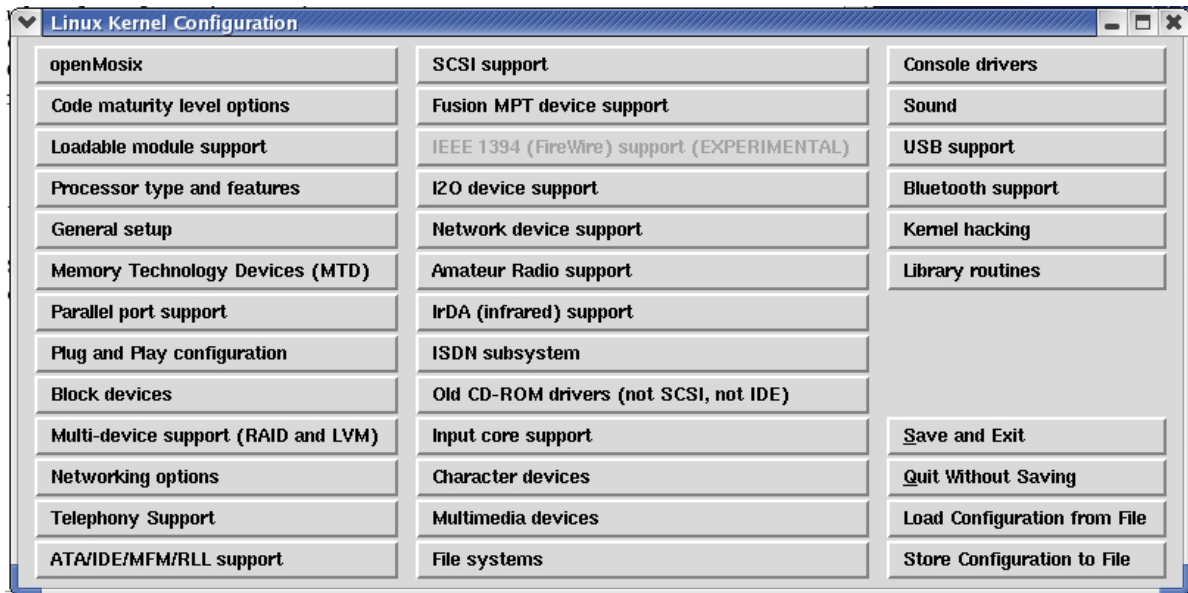 Linux Kernel Configuration
openMosix
Code maturity level options
Loadable module support
Processor type and features
General setup
Memory Technology Devices (MTD)
Parallel port support
Plug and Play configuration
Block devices
Multi-device support (RAID and LVM)
Networking options
Telephony Support
ATA/IDE/MFM/RLL support
SCSI support
Fusion MPT device support
IEEE 1394 (FireWire) support (EXPERIMENTAL)
I2O device support
Network device support
Amateur Radio support
IrDA (infrared) support
ISDN subsystem
Old CD-ROM drivers (not SCSI, not IDE)
Input core support
Character devices
Multimedia devices
File systems
Console drivers
Sound
USB support
Bluetooth support
Kernel hacking
Library routines
Save and Exit
Quit Without Saving
Load Configuration from File
Store Configuration to File